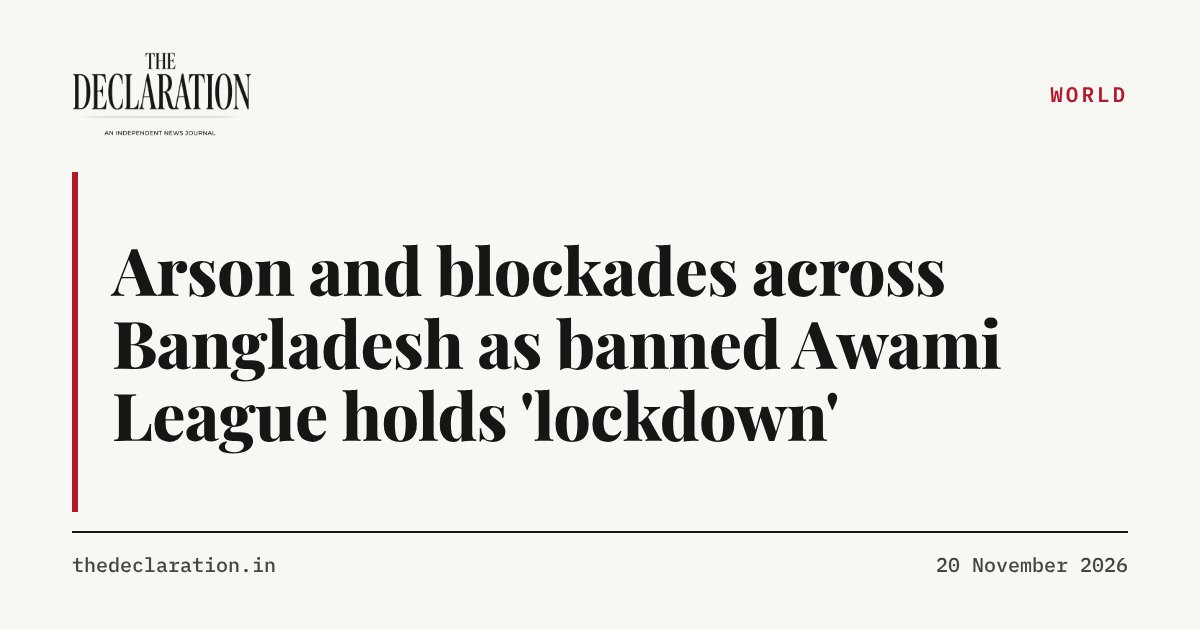 THE
DECLARATION
AN INDEPENDENT NEWS JOURNAL
WORLD
Arson and blockades across
Bangladesh as banned Awami
League holds 'lockdown'
thedeclaration.in
20 November 2026